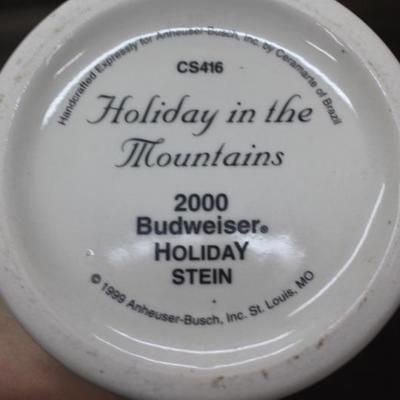 Handcrafted Expressly for Anheuser-Busch, Inc. by Ceramarte of Brazil
CS416
Holiday in the
Mountains
2000
Budweiser®
HOLIDAY
STEIN
© 1999 Anheuser-Busch, Inc. St. Louis, MO